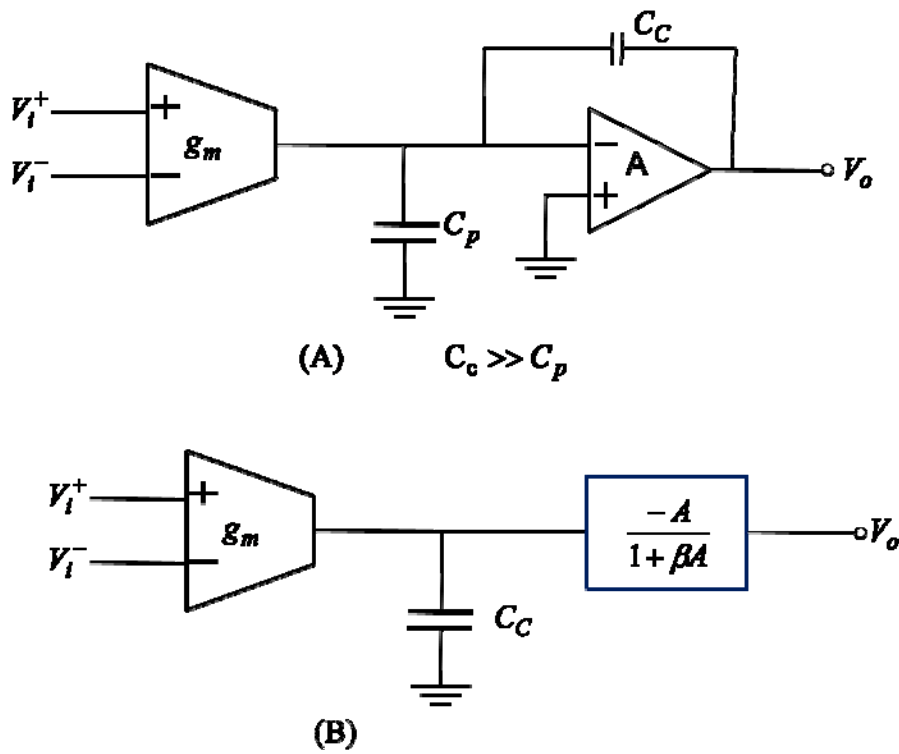 C_C
V_i^+
+
g_m
V_i^-
−
−
A
+
V_o
C_p
(A) C_c >> C_p
V_i^+
+
g_m
V_i^-
−
-A
1 + βA
V_o
C_C
(B)